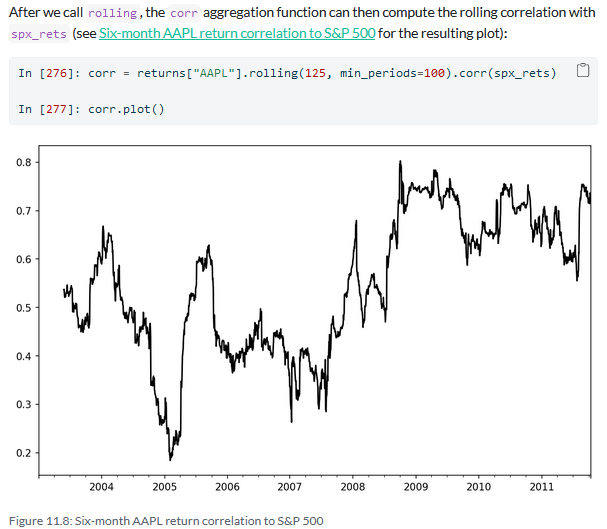 After we call rolling, the corr aggregation function can then compute the rolling correlation with
spx_rets (see Six-month AAPL return correlation to S&P 500 for the resulting plot):
In [276]: corr = returns["AAPL"].rolling(125, min_periods=100).corr(spx_rets)
In [277]: corr.plot()
0.8
0.7
0.6
0.5
0.4
0.3
0.2
2004 2005 2006 2007 2008 2009 2010 2011
Figure 11.8: Six-month AAPL return correlation to S&P 500